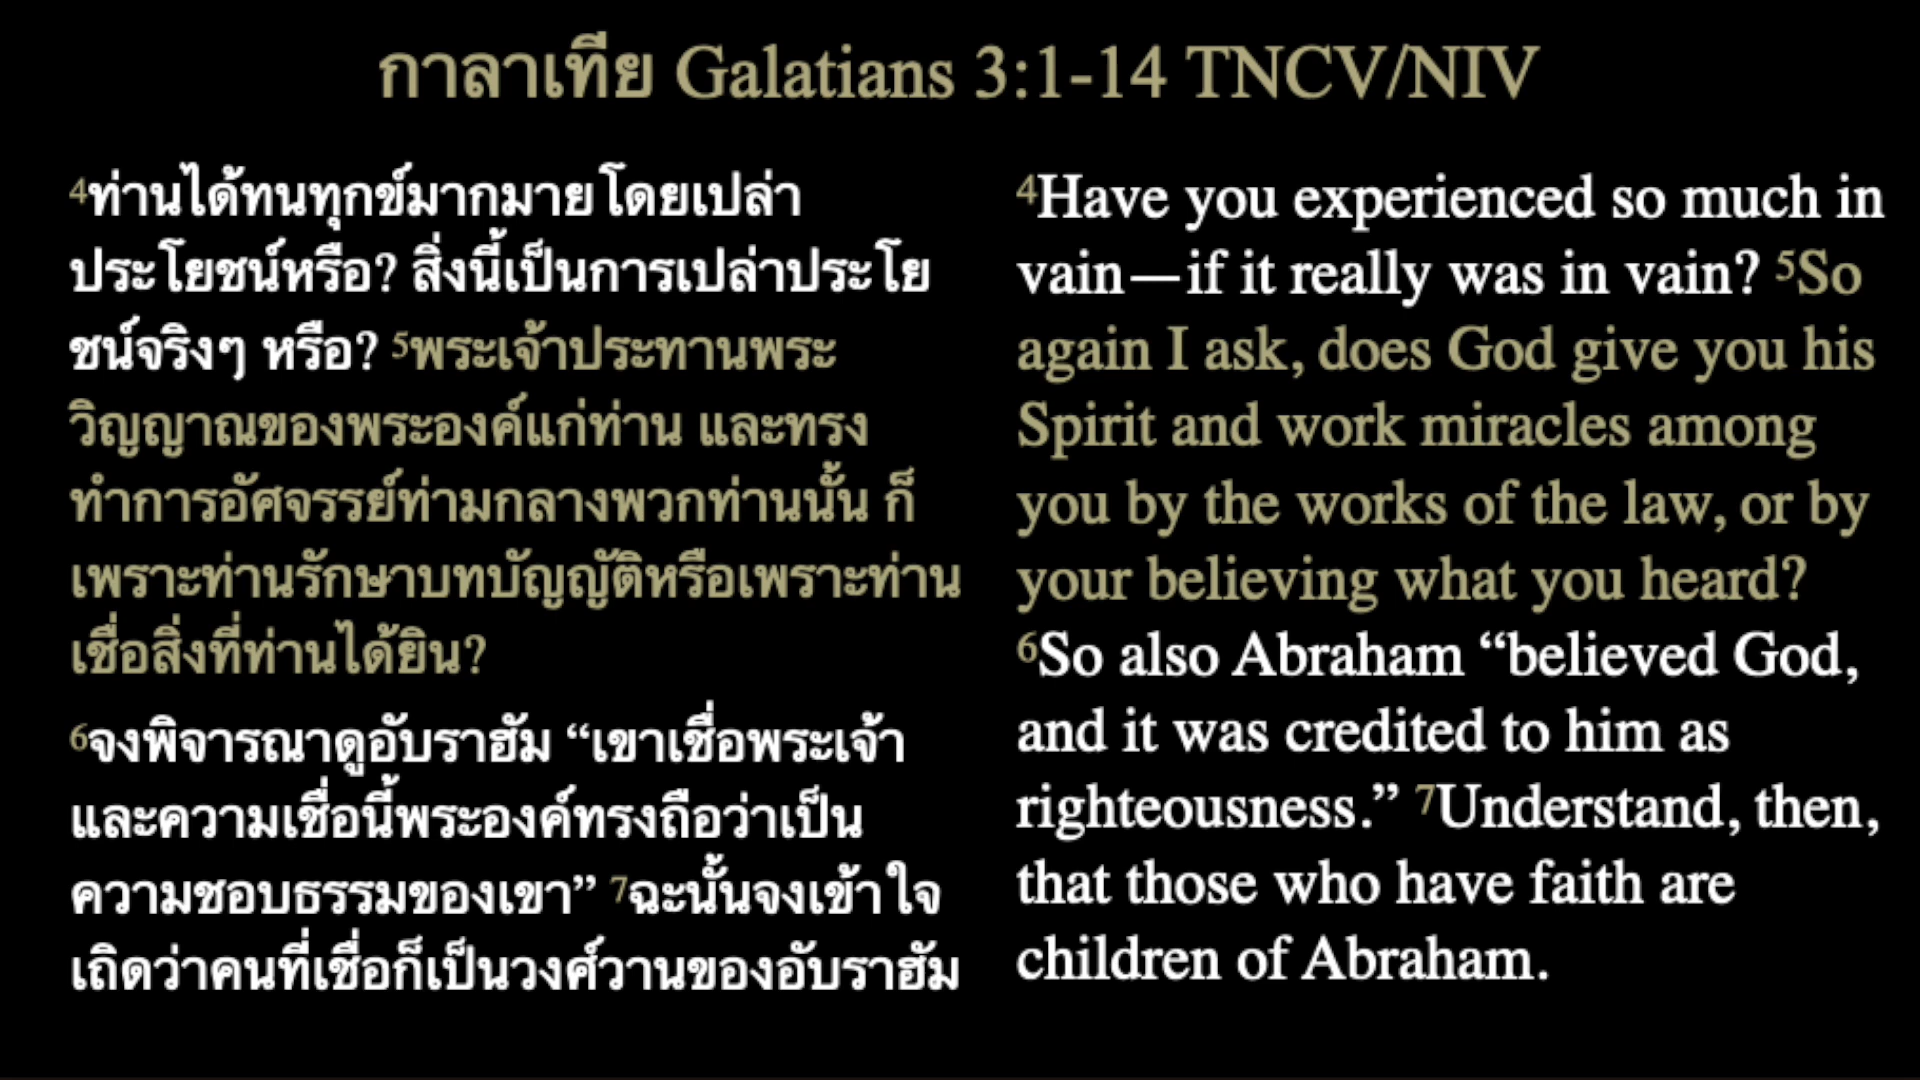 กาลาเทีย Galatians 3:1-14 TNCV/NIV
4ท่านได้ทนทุกข์มากมายโดยเปล่า
ประโยชน์หรือ? สิ่งนี้เป็นการเปล่าประโย
ชน์จริงๆ หรือ? 5พระเจ้าประทานพระ
วิญญาณของพระองค์แก่ท่าน และทรง
ทำการอัศจรรย์ท่ามกลางพวกท่านนั้น ก็
เพราะท่านรักษาบทบัญญัติหรือเพราะท่าน
เชื่อสิ่งที่ท่านได้ยิน?
6จงพิจารณาดูอับราฮัม “เขาเชื่อพระเจ้า
และความเชื่อนี้พระองค์ทรงถือว่าเป็น
ความชอบธรรมของเขา” 7ฉะนั้นจงเข้าใจ
เถิดว่าคนที่เชื่อก็เป็นวงศ์วานของอับราฮัม
4Have you experienced so much in
vain—if it really was in vain? 5So
again I ask, does God give you his
Spirit and work miracles among
you by the works of the law, or by
your believing what you heard?
6So also Abraham “believed God,
and it was credited to him as
righteousness.” 7Understand, then,
that those who have faith are
children of Abraham.